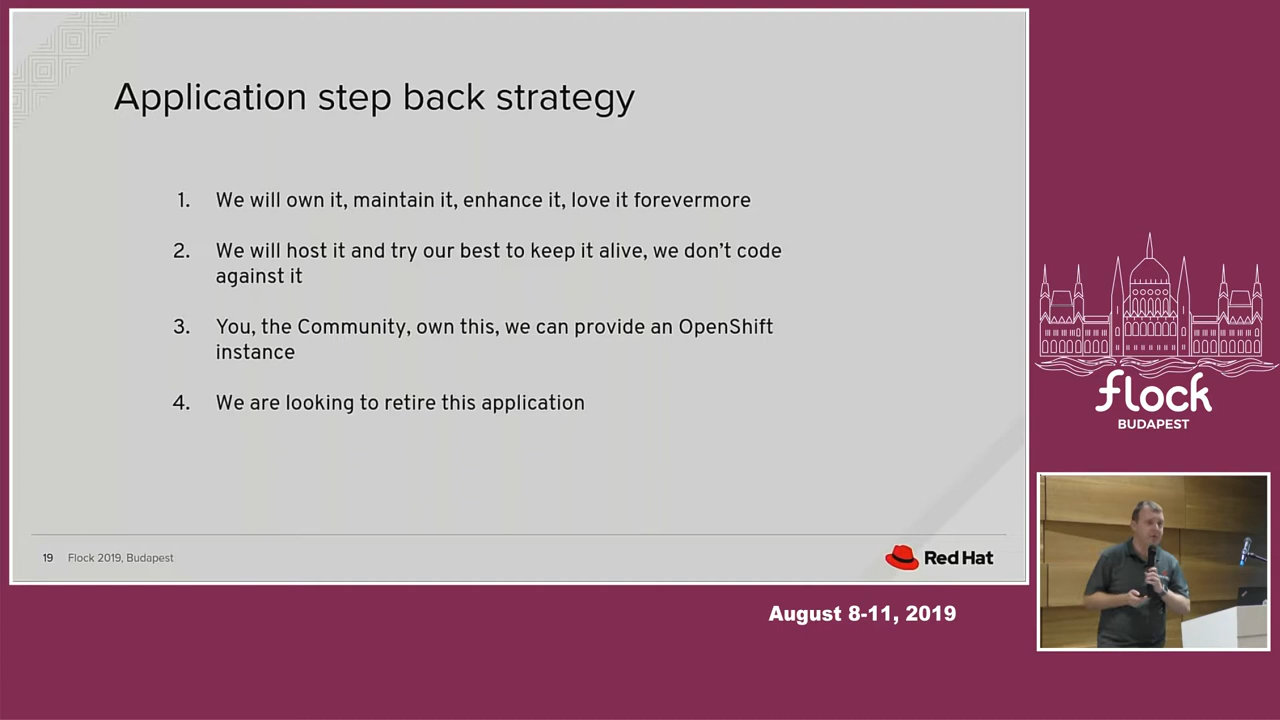 Application step back strategy
1. We will own it, maintain it, enhance it, love it forevermore
2. We will host it and try our best to keep it alive, we don’t code
against it
3. You, the Community, own this, we can provide an OpenShift
instance
4. We are looking to retire this application
19 Flock 2019, Budapest
Red Hat
flock
BUDAPEST
August 8-11, 2019